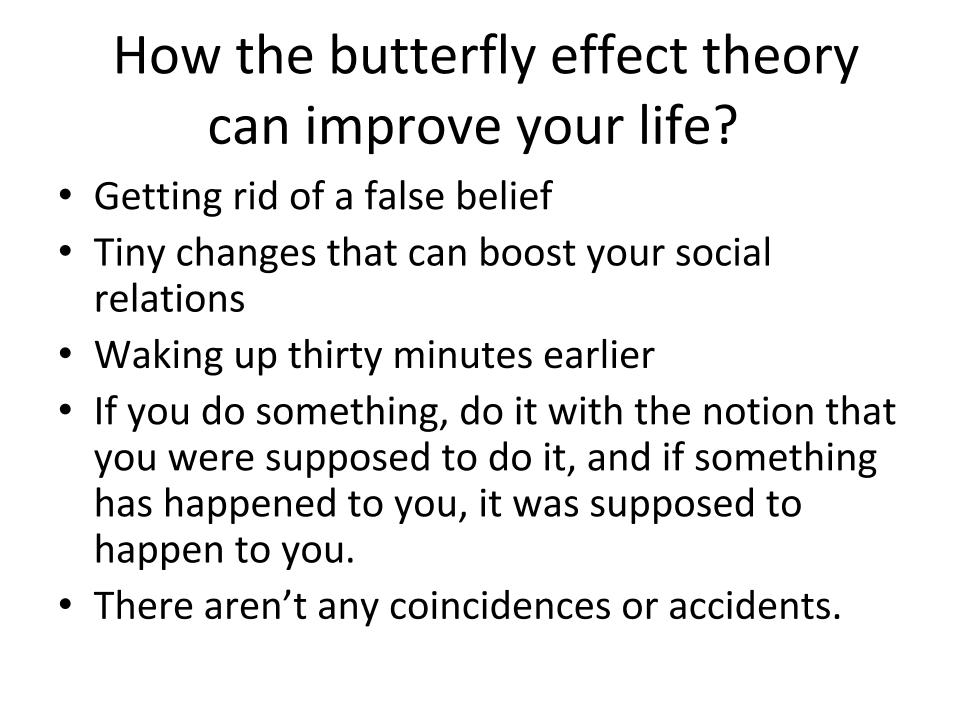 How the butterfly effect theory
can improve your life?
• Getting rid of a false belief
• Tiny changes that can boost your social
relations
• Waking up thirty minutes earlier
• If you do something, do it with the notion that
you were supposed to do it, and if something
has happened to you, it was supposed to
happen to you.
• There aren’t any coincidences or accidents.